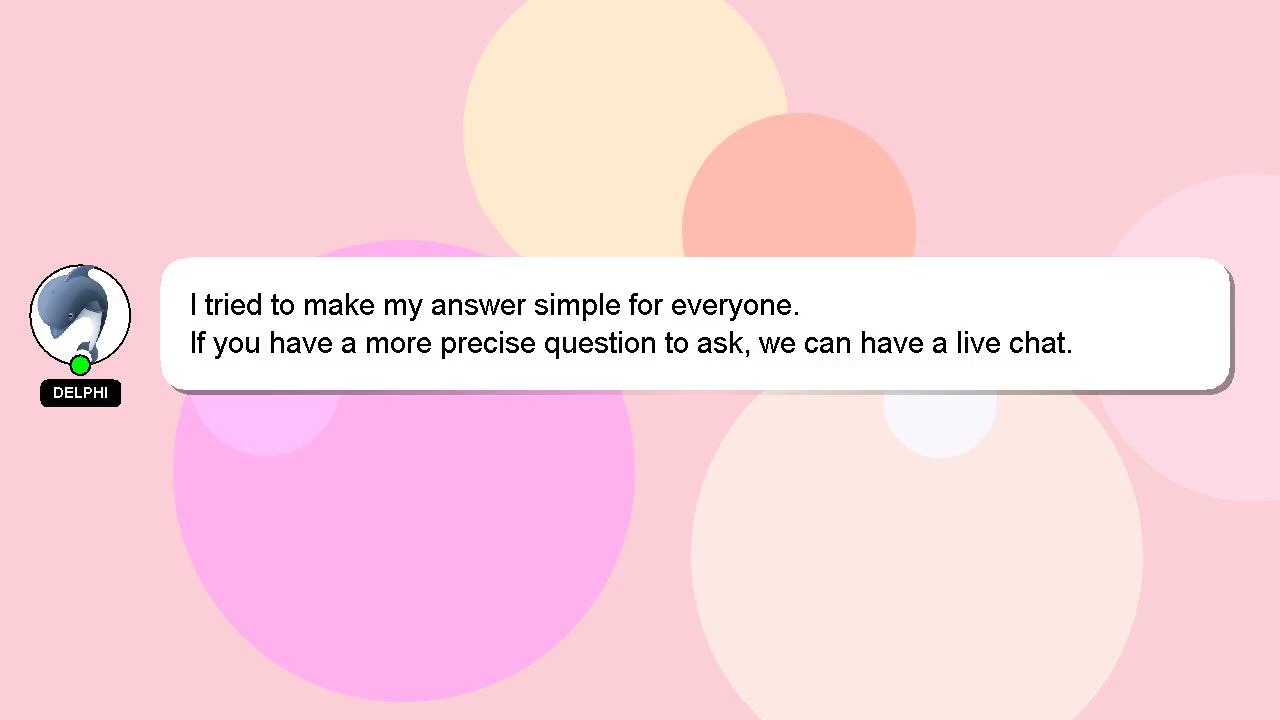 I tried to make my answer simple for everyone.
If you have a more precise question to ask, we can have a live chat.
DELPHI